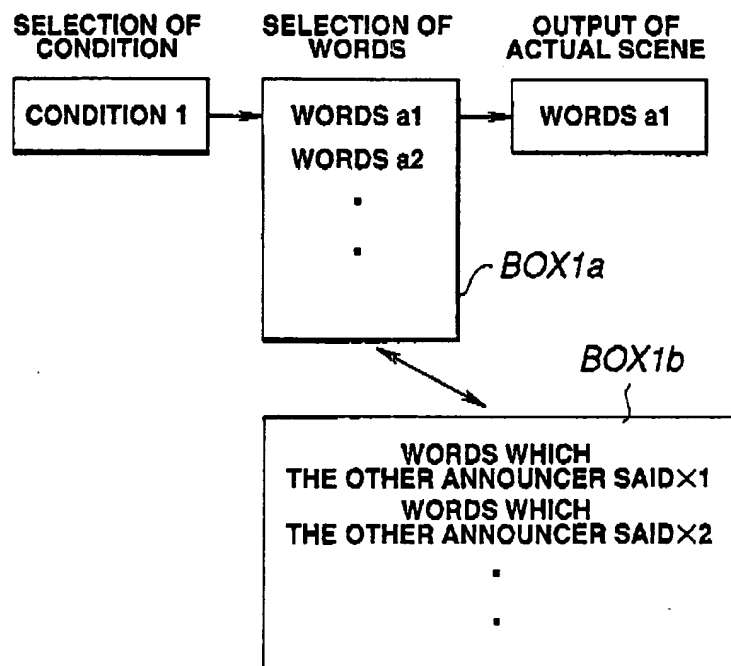 SELECTION OF
CONDITION
SELECTION OF
WORDS
OUTPUT OF
ACTUAL SCENE
CONDITION 1
WORDS a1
WORDS a2
WORDS a1
BOX1a
BOX1b
WORDS WHICH
THE OTHER ANNOUNCER SAID×1
WORDS WHICH
THE OTHER ANNOUNCER SAID×2